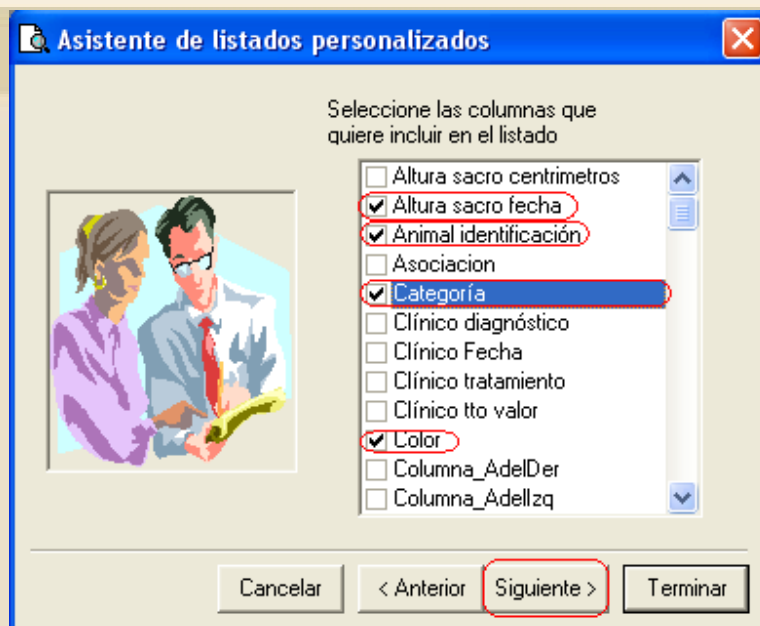 Asistente de listados personalizados
Seleccione las columnas que
quiere incluir en el listado
Altura sacro centrimetros
Altura sacro fecha
Animal identificación
Asociacion
Categoría
Clínico diagnóstico
Clínico Fecha
Clínico tratamiento
Clínico tto valor
Color
Columna_AdelDer
Columna_AdelIzq
Cancelar
< Anterior
Siguiente >
Terminar